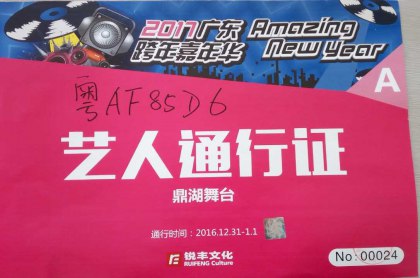 2017广东 Amazing
跨年嘉年华 New Year
A
粤AF85D6
艺人通行证
鼎湖舞台
通行时间：2016.12.31-1.1
锐丰文化
RUIFENG Culture
No: 00024